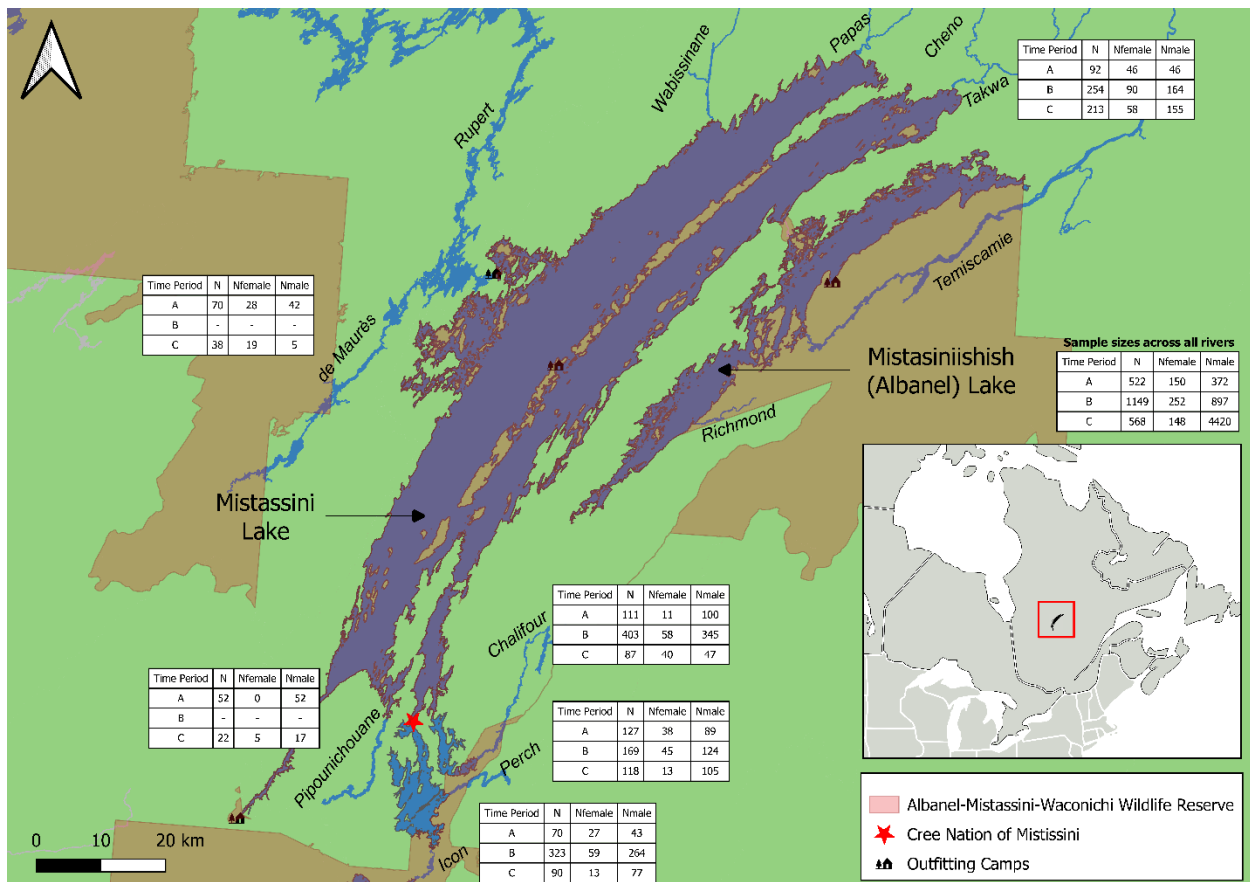 Wabissinane
Papas
Cheno
Takwa
Time Period N Nfemale Nmale
A 92 46 46
B 254 90 164
C 213 58 155
Rupert
Temiscamie
Time Period N Nfemale Nmale
A 70 28 42
B - - -
C 38 19 5
de Maurès
Mistasiniishish
(Albanel) Lake
Sample sizes across all rivers
Time Period N Nfemale Nmale
A 522 150 372
B 1149 252 897
C 568 148 4420
Richmond
Mistassini
Lake
Time Period N Nfemale Nmale
A 111 11 100
B 403 58 345
C 87 40 47
Chalifour
Time Period N Nfemale Nmale
A 52 0 52
B - - -
C 22 5 17
Pipounichouane
Time Period N Nfemale Nmale
A 127 38 89
B 169 45 124
C 118 13 105
Perch
Time Period N Nfemale Nmale
A 70 27 43
B 323 59 264
C 90 13 77
Icon
0 10 20 km
Albanel-Mistassini-Waconichi Wildlife Reserve
Cree Nation of Mistissini
Outfitting Camps